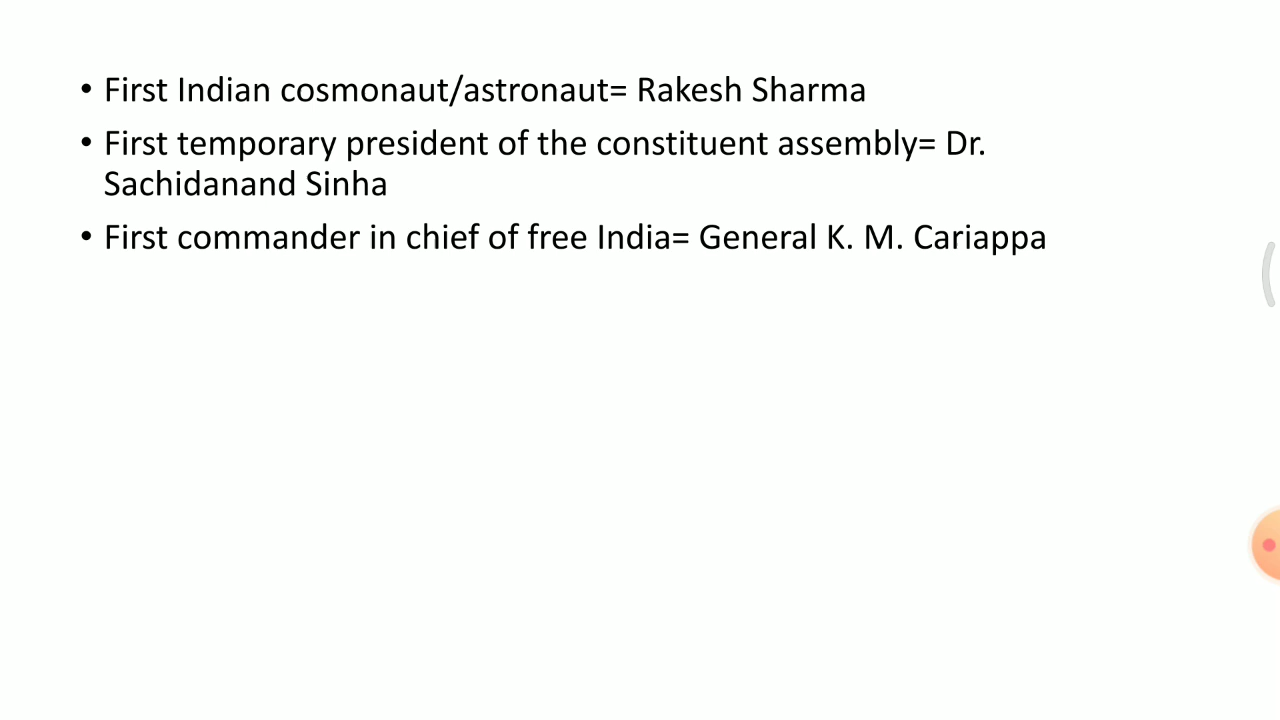 • First Indian cosmonaut/astronaut= Rakesh Sharma
• First temporary president of the constituent assembly= Dr.
Sachidanand Sinha
• First commander in chief of free India= General K. M. Cariappa